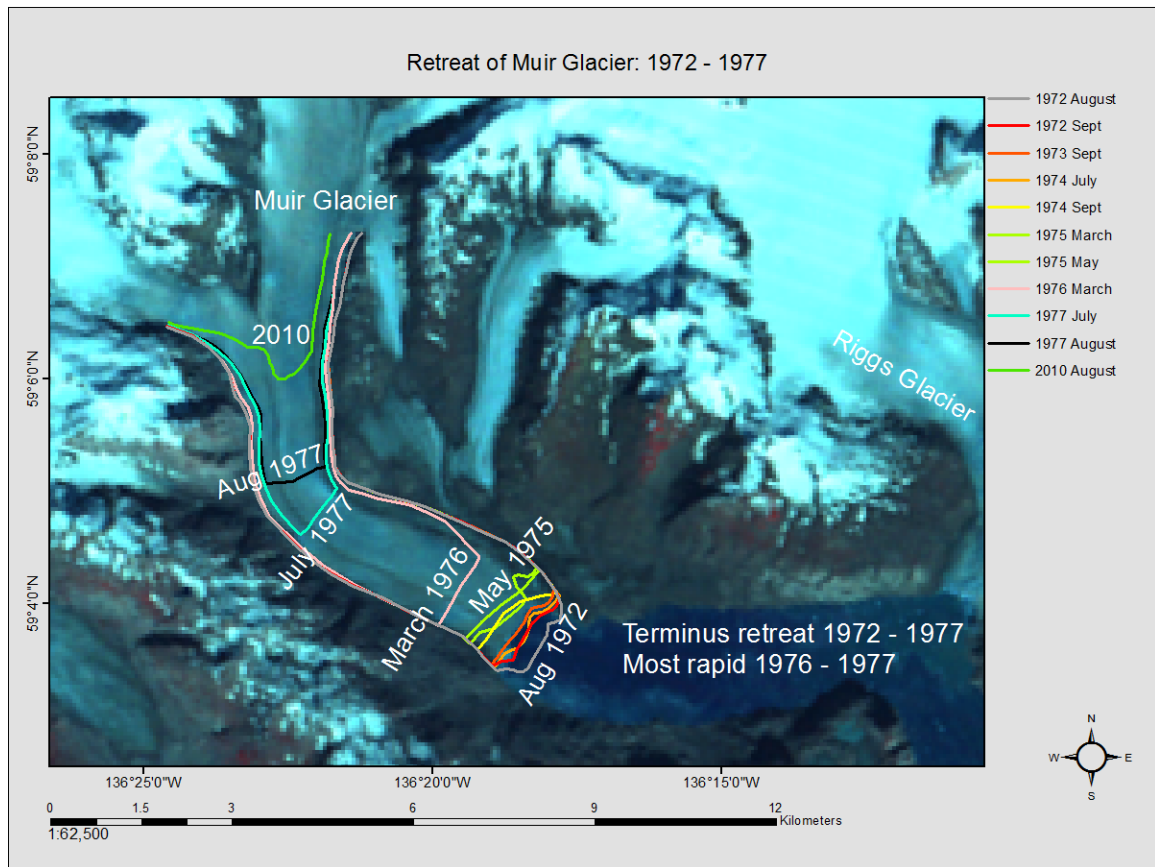 Retreat of Muir Glacier: 1972 - 1977
1972 August
1972 Sept
1973 Sept
1974 July
1974 Sept
1975 March
1975 May
1976 March
1977 July
1977 August
2010 August
59°8'0"N
59°6'0"N
59°4'0"N
Muir Glacier
2010
Riggs Glacier
Aug 1977
July 1977
March 1976
May 1975
Aug 1972
Terminus retreat 1972 - 1977
Most rapid 1976 - 1977
136°25'0"W
136°20'0"W
136°15'0"W
N
W
E
S
0
1.5
3
6
9
12
Kilometers
1:62,500